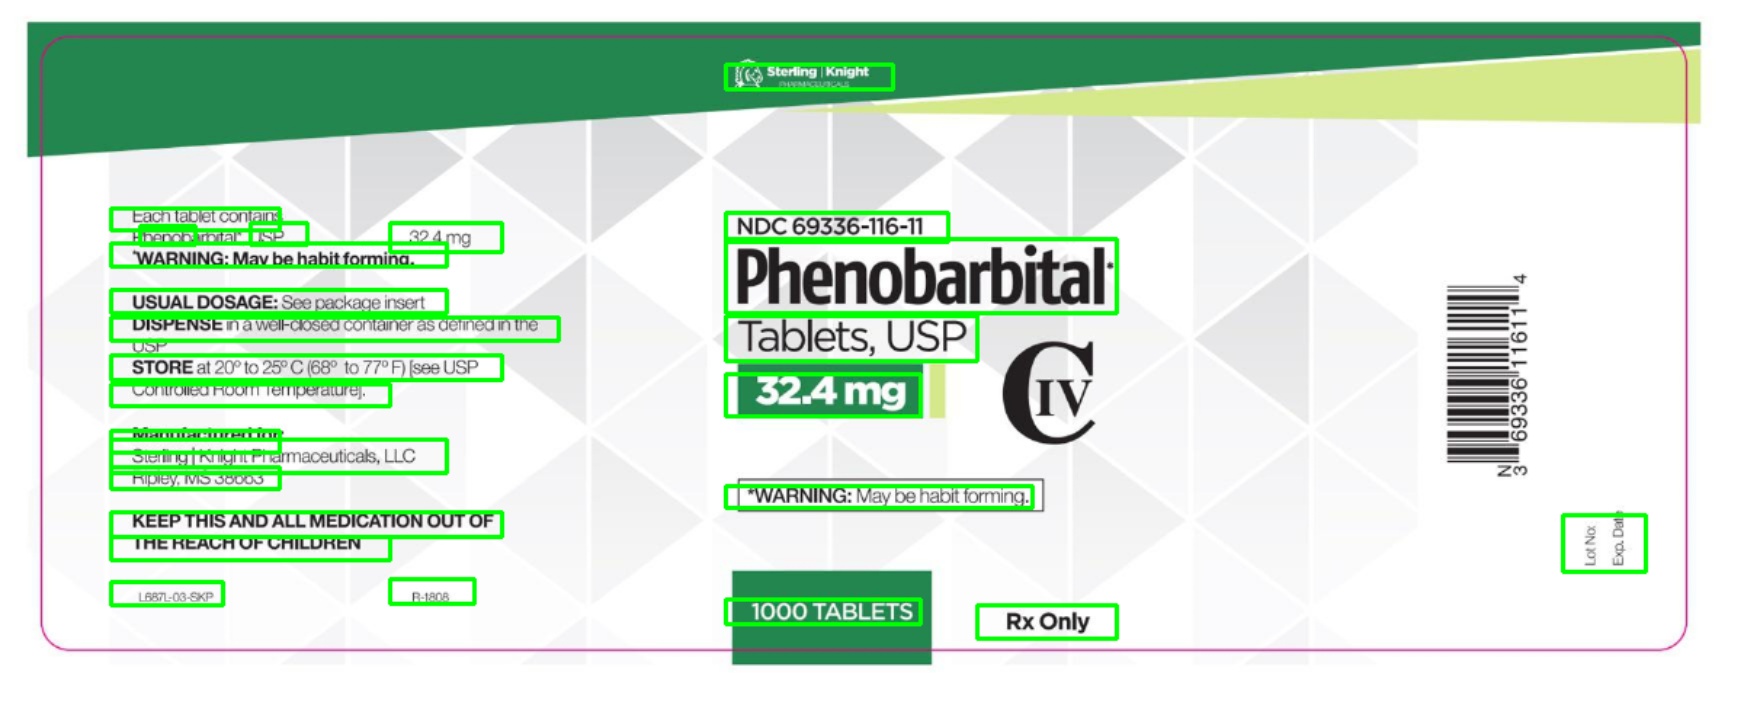 Sterling | Knight
PHARMACEUTICALS
Each tablet contains
Phenobarbital* USP 32.4 mg
*WARNING: May be habit forming.
USUAL DOSAGE: See package insert
DISPENSE in a well-closed container as defined in the
USP
STORE at 20º to 25º C (68º to 77º F) [see USP
Controlled Room Temperature].
Manufactured for:
Sterling | Knight Pharmaceuticals, LLC
Ripley, MS 38663
KEEP THIS AND ALL MEDICATION OUT OF
THE REACH OF CHILDREN
L687L-03-SKP R-1808
NDC 69336-116-11
Phenobarbital*
Tablets, USP
32.4 mg
CIV
*WARNING: May be habit forming.
1000 TABLETS
Rx Only
N
3 69336 11611 4
Lot No:
Exp. Date